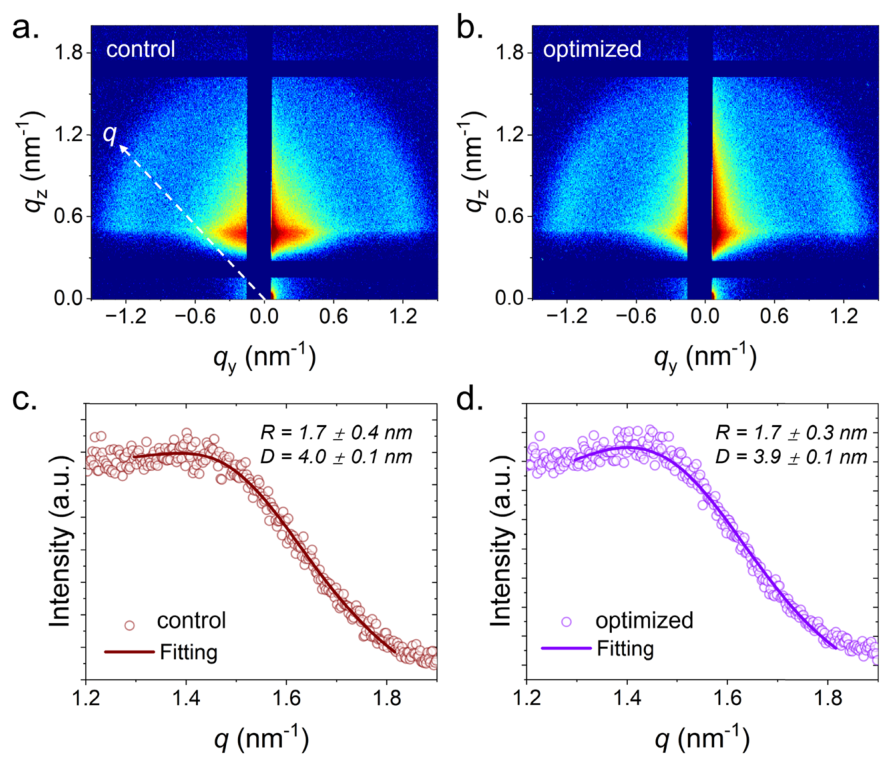 a.
control
q
q_z (nm⁻¹)
1.8
1.2
0.6
0.0
−1.2 −0.6 0.0 0.6 1.2
q_y (nm⁻¹)
b.
optimized
q_z (nm⁻¹)
1.8
1.2
0.6
0.0
−1.2 −0.6 0.0 0.6 1.2
q_y (nm⁻¹)
c.
R = 1.7 ± 0.4 nm
D = 4.0 ± 0.1 nm
Intensity (a.u.)
control
Fitting
1.2 1.4 1.6 1.8
q (nm⁻¹)
d.
R = 1.7 ± 0.3 nm
D = 3.9 ± 0.1 nm
Intensity (a.u.)
optimized
Fitting
1.2 1.4 1.6 1.8
q (nm⁻¹)